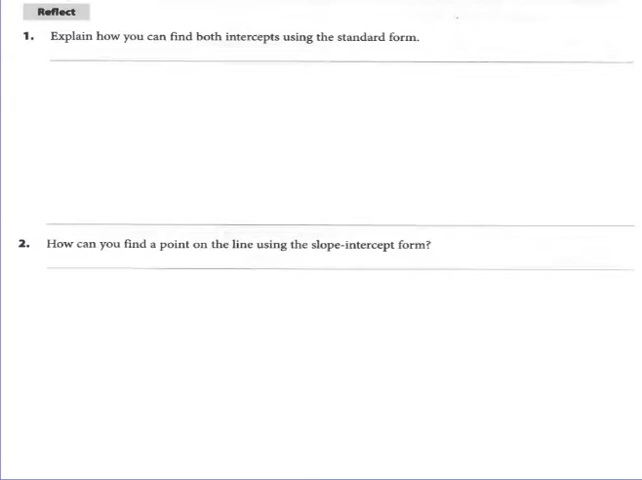 Reflect
1. Explain how you can find both intercepts using the standard form.
2. How can you find a point on the line using the slope-intercept form?